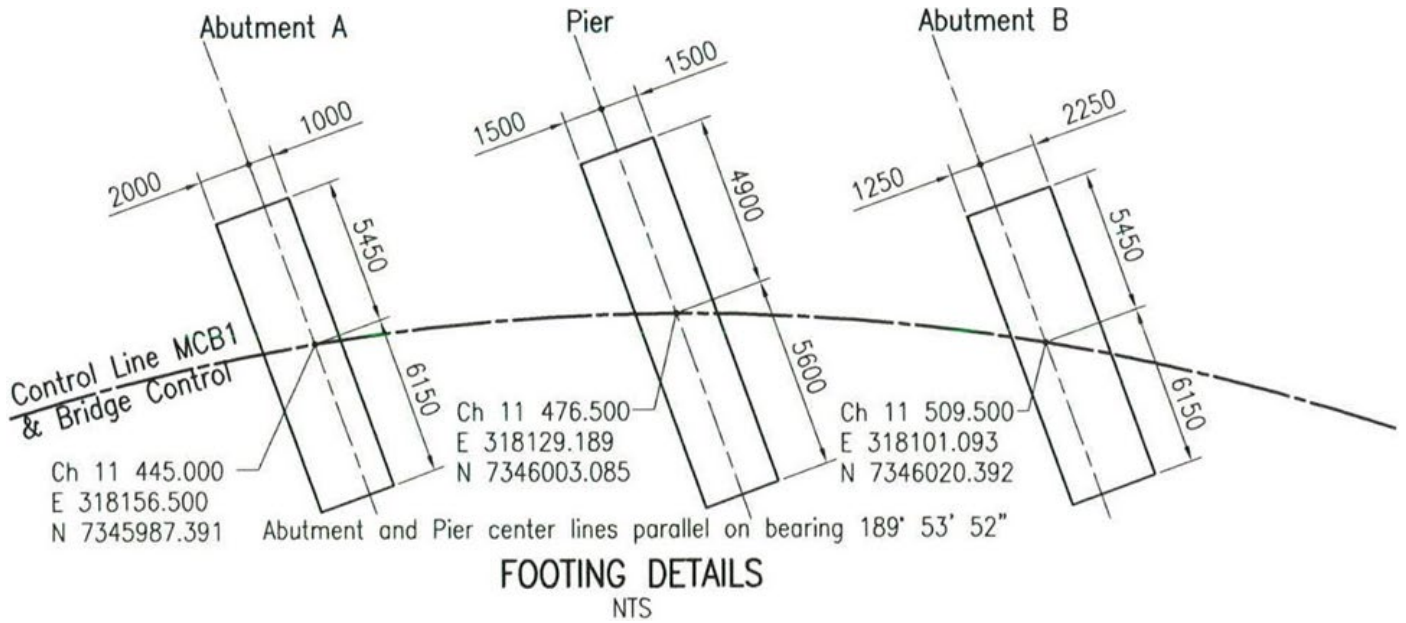 Abutment A
Pier
Abutment B
2000
1000
5450
6150
1500
1500
4900
5600
1250
2250
5450
6150
Control Line MCB1
& Bridge Control
Ch 11 445.000
E 318156.500
N 7345987.391
Ch 11 476.500
E 318129.189
N 7346003.085
Ch 11 509.500
E 318101.093
N 7346020.392
Abutment and Pier center lines parallel on bearing 189° 53' 52"
FOOTING DETAILS
NTS